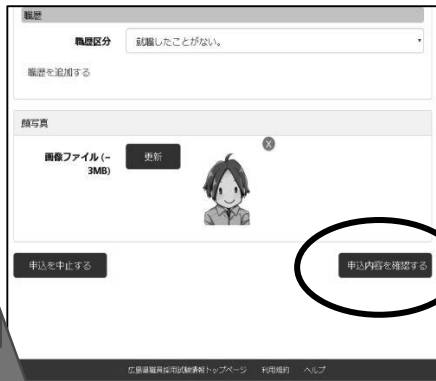 職歴
職歴区分
就職したことがない。
職歴を追加する
顔写真
画像ファイル (~
3MB)
更新
X
申込を中止する
申込内容を確認する
広島県職員採用試験情報トップページ 利用規約 ヘルプ